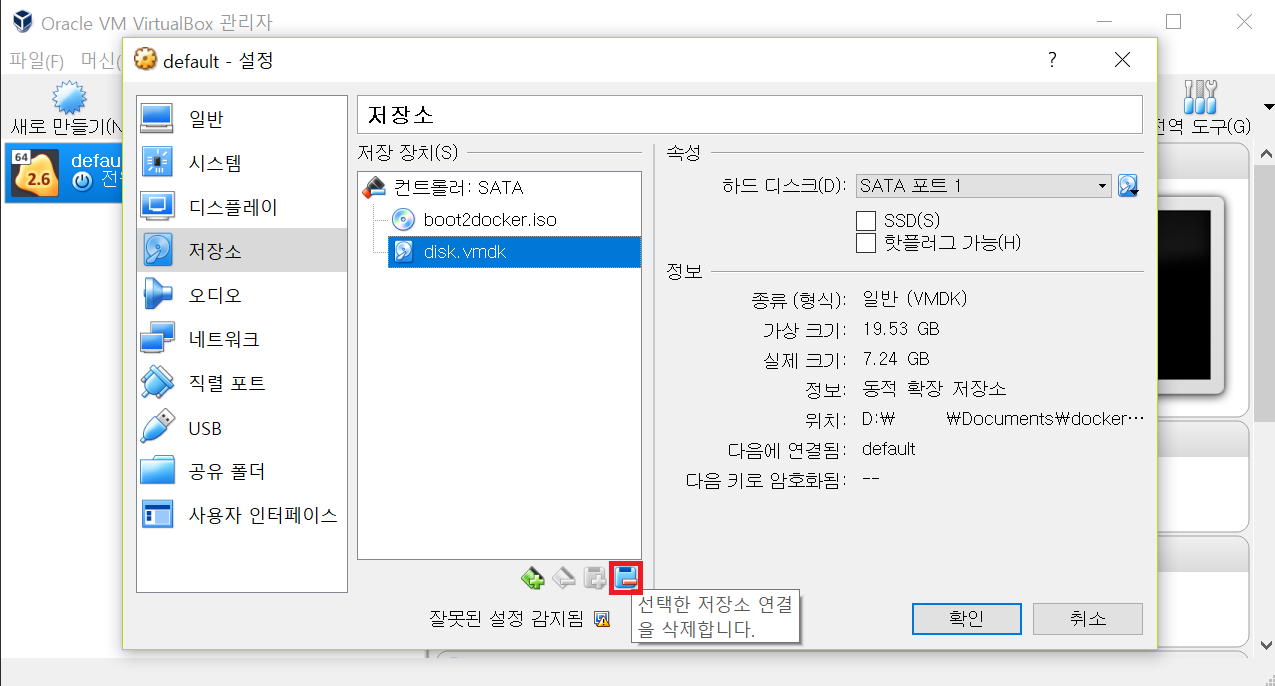 Oracle VM VirtualBox 관리자
파일(F) 머신(
default - 설정
?
새로 만들기(N
전역 도구(G)
64
2.6
defau
전
일반
시스템
디스플레이
저장소
오디오
네트워크
직렬 포트
USB
공유 폴더
사용자 인터페이스
저장소
저장 장치(S)
컨트롤러: SATA
boot2docker.iso
disk.vmdk
속성
하드 디스크(D): SATA 포트 1
SSD(S)
핫플러그 가능(H)
정보
종류 (형식): 일반 (VMDK)
가상 크기: 19.53 GB
실제 크기: 7.24 GB
정보: 동적 확장 저장소
위치: D:₩ ₩Documents₩docker…
다음에 연결됨: default
다음 키로 암호화됨: --
잘못된 설정 감지됨
선택한 저장소 연결
을 삭제합니다.
확인
취소